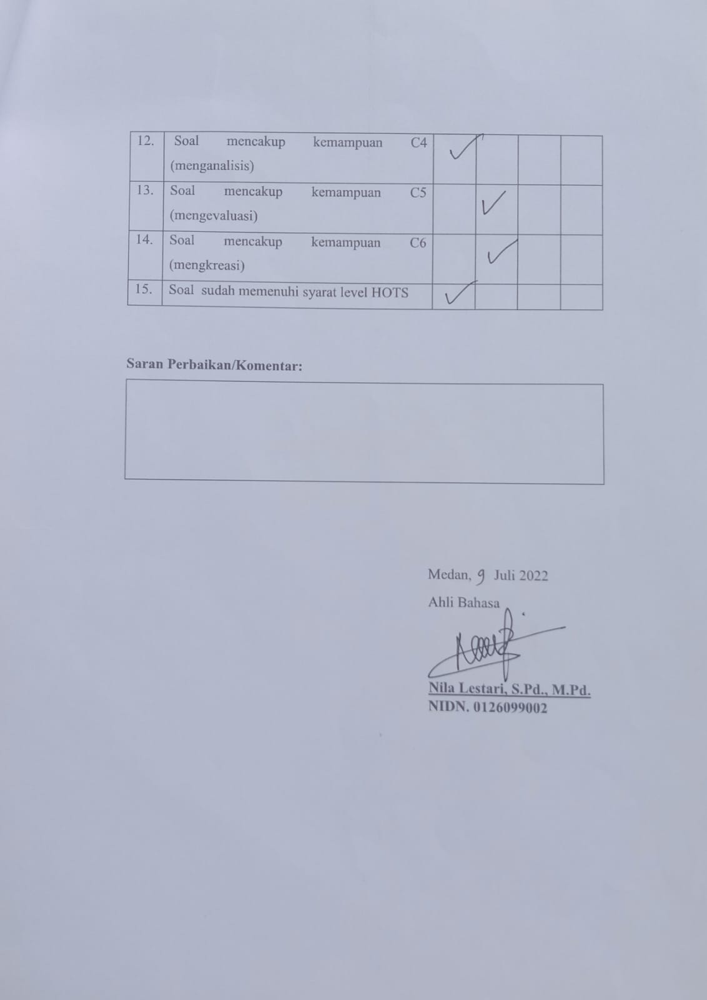 12. Soal mencakup kemampuan C4
(menganalisis)
13. Soal mencakup kemampuan C5
(mengevaluasi)
14. Soal mencakup kemampuan C6
(mengkreasi)
15. Soal sudah memenuhi syarat level HOTS
Saran Perbaikan/Komentar:
Medan, 9 Juli 2022
Ahli Bahasa
Nila Lestari, S.Pd., M.Pd.
NIDN. 0126099002